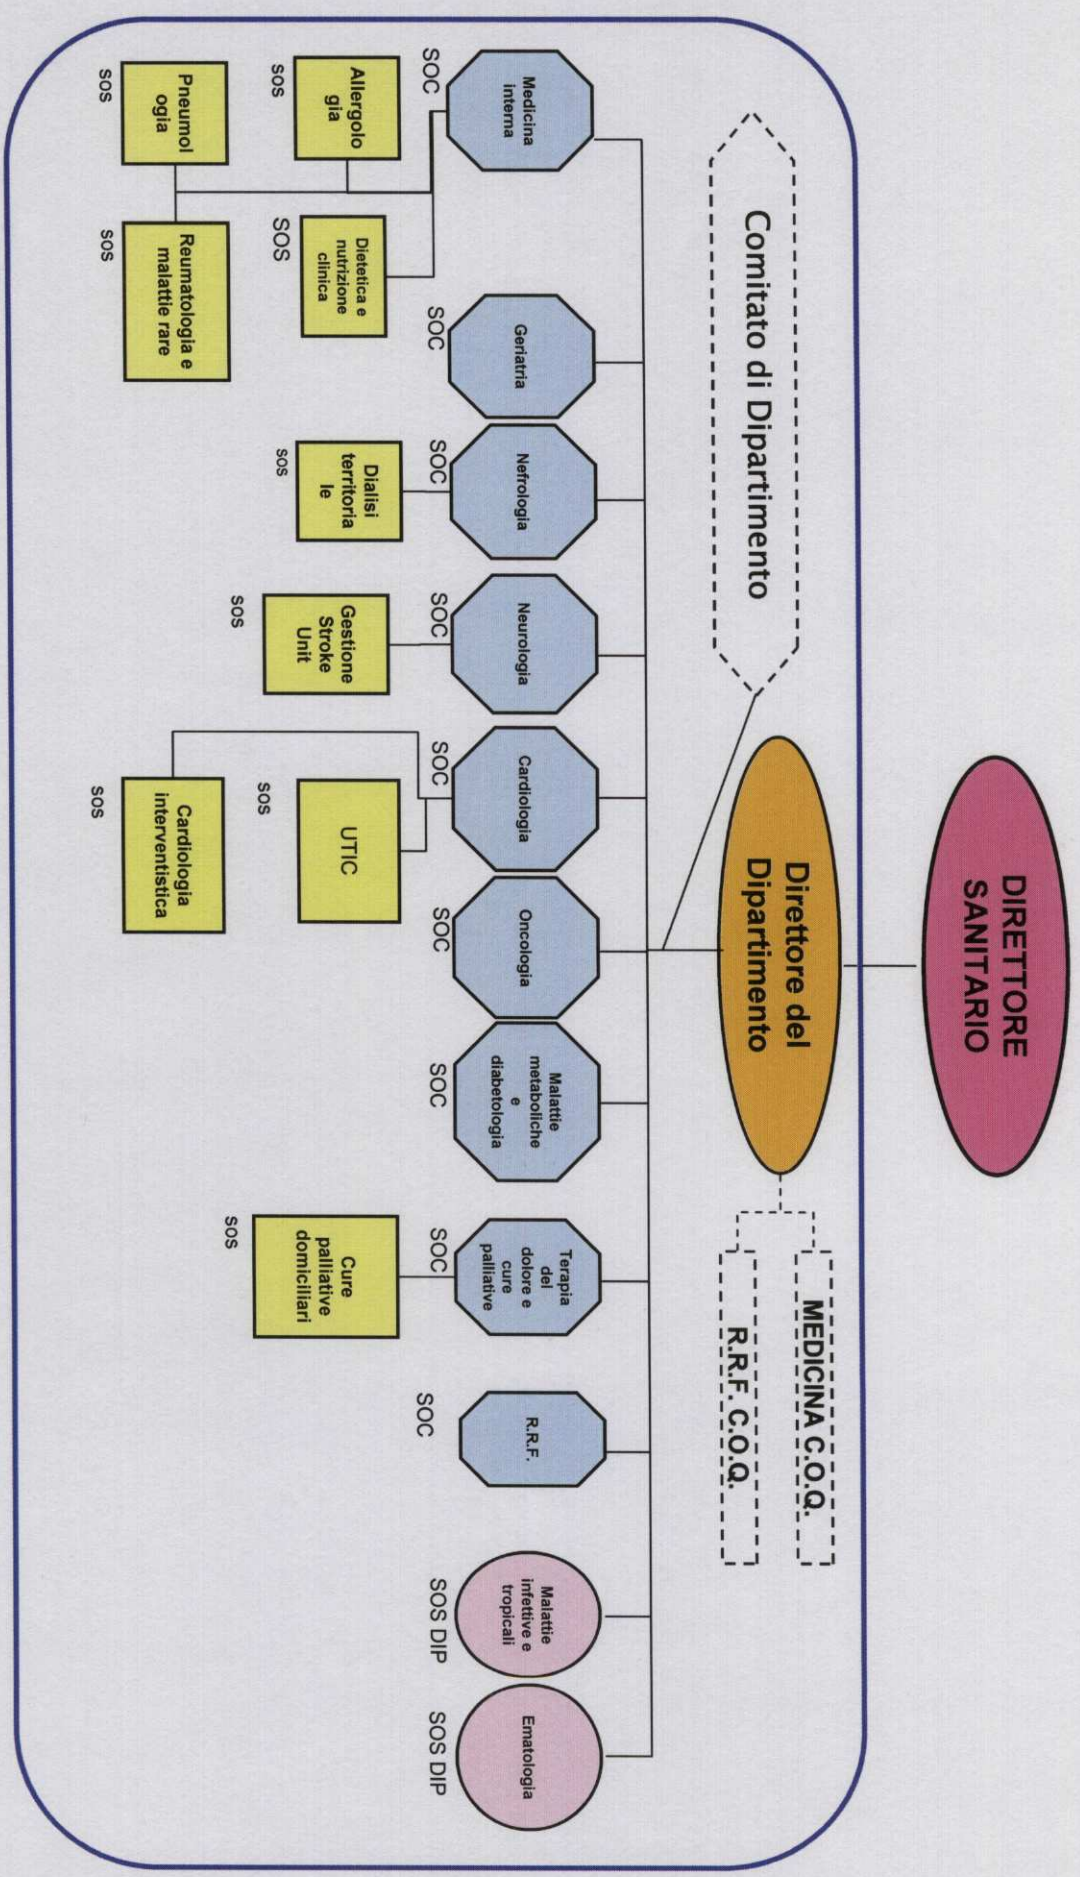 DIRETTORE
SANITARIO
Direttore del
Dipartimento
Comitato di Dipartimento
MEDICINA C.O.Q.
R.R.F. C.O.Q.
Medicina
interna
SOC
Geriatria
SOC
Nefrologia
SOC
Neurologia
SOC
Cardiologia
SOC
Oncologia
SOC
Malattie
metaboliche
e
diabetologia
SOC
Terapia
del
dolore e
cure
palliative
SOC
R.R.F.
SOC
Malattie
infettive e
tropicali
SOS DIP
Ematologia
SOS DIP
Allergolo
gia
SOS
Dietetica e
nutrizione
clinica
SOS
Dialisi
territoria
le
SOS
Gestione
Stroke
Unit
SOS
UTIC
SOS
Cure
palliative
domiciliari
SOS
Pneumol
ogia
SOS
Reumatologia e
malattie rare
SOS
Cardiologia
interventistica
SOS